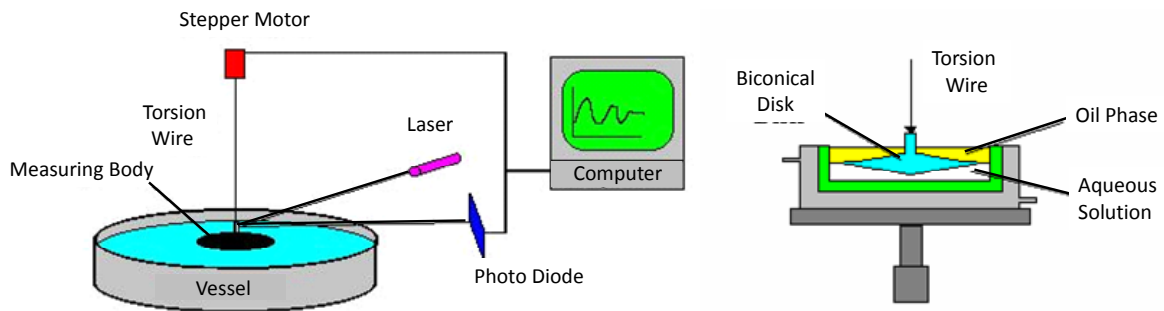 Stepper Motor
Torsion
Wire
Laser
Measuring Body
Computer
Vessel
Photo Diode
Torsion
Wire
Biconical
Disk
Oil Phase
Aqueous
Solution